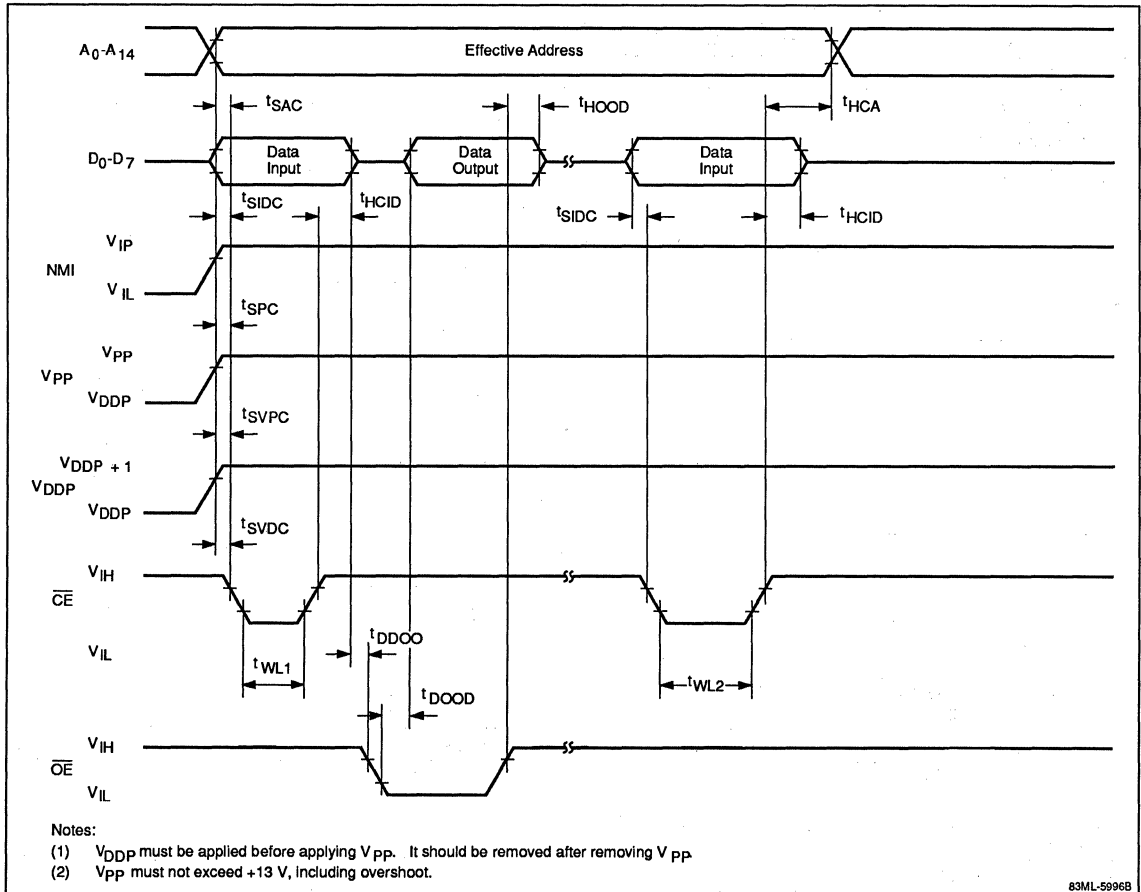 A0-A14
Effective Address
tSAC
tHOOD
tHCA
D0-D7
Data Input
Data Output
Data Input
tSIDC
tHCID
tSIDC
tHCID
VIP
NMI
VIL
tSPC
VPP
VPP
VDDP
tSVPC
VDDP + 1
VDDP
VDDP
tSVDC
VIH
CE
VIL
tDDOO
tWL1
tWL2
tDOOD
VIH
OE
VIL
Notes:
(1) VDDP must be applied before applying VPP. It should be removed after removing VPP.
(2) VPP must not exceed +13 V, including overshoot.
83ML-5996B